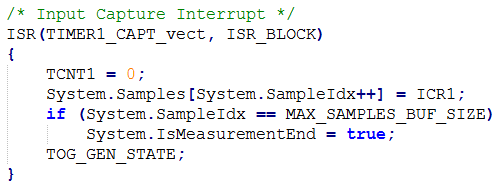 /* Input Capture Interrupt */
ISR(TIMER1_CAPT_vect, ISR_BLOCK)
{
    TCNT1 = 0;
    System.Samples[System.SampleIdx++] = ICR1;
    if (System.SampleIdx == MAX_SAMPLES_BUF_SIZE)
        System.IsMeasurementEnd = true;
    TOG_GEN_STATE;
}